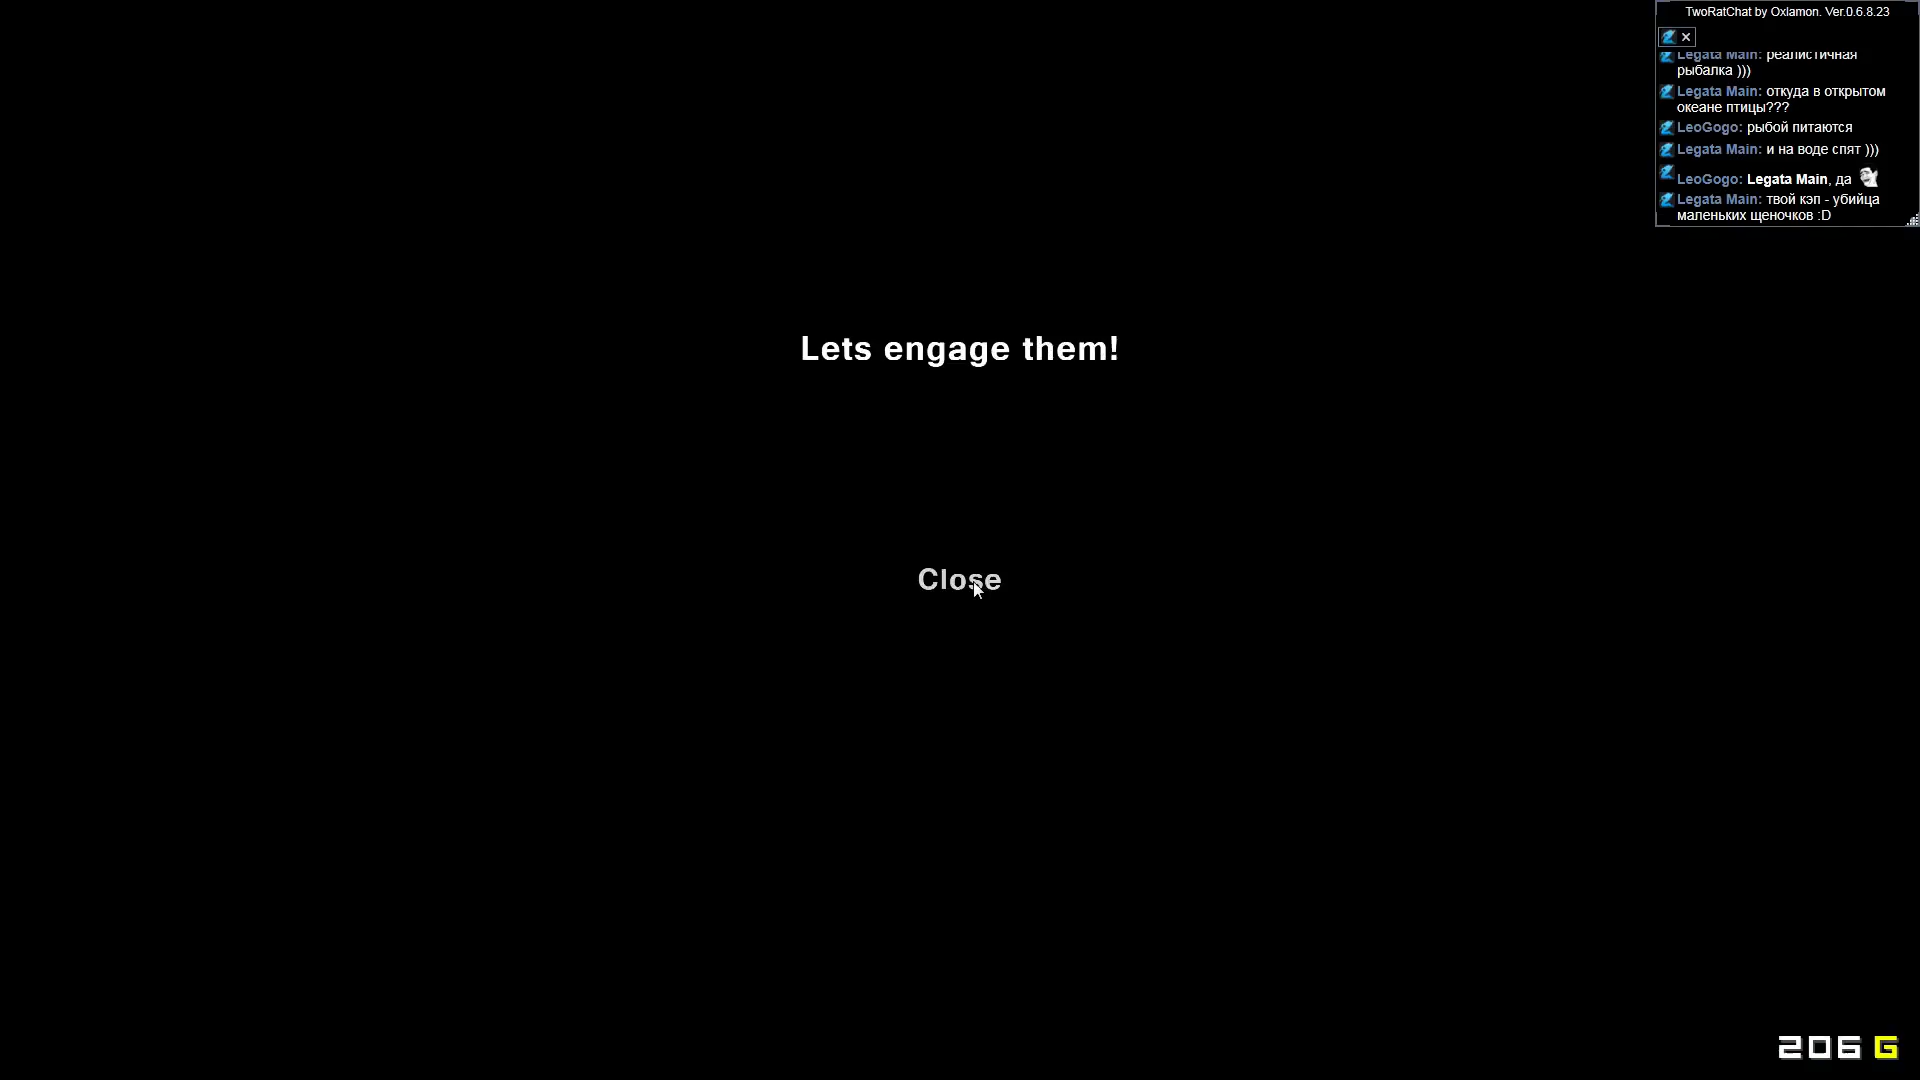 TwoRatChat by Oxlamon. Ver.0.6.8.23
Legata Main: реалистичная
рыбалка )))
Legata Main: откуда в открытом
океане птицы???
LeoGogo: рыбой питаются
Legata Main: и на воде спят )))
LeoGogo: Legata Main, да
Legata Main: твой кэп - убийца
маленьких щеночков :D
Lets engage them!
Close
206 G